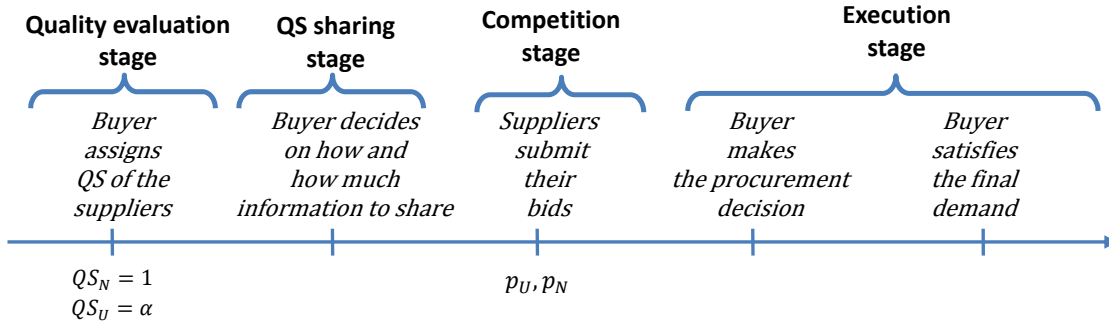 Quality evaluation
stage
QS sharing
stage
Competition
stage
Execution
stage
Buyer
assigns
QS of the
suppliers
Buyer decides
on how and
how much
information to share
Suppliers
submit
their
bids
Buyer
makes
the procurement
decision
Buyer
satisfies
the final
demand
QS_N = 1
QS_U = α
p_U, p_N